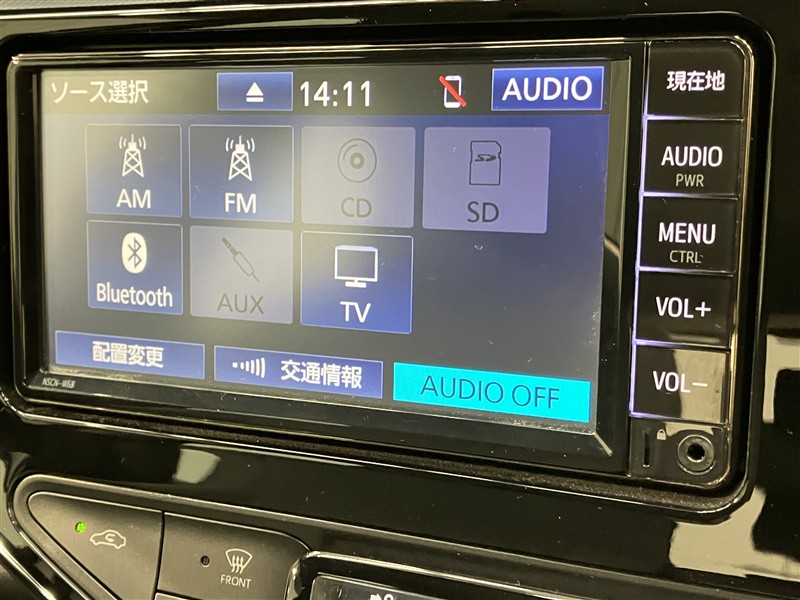 ソース選択 14:11 AUDIO
AM FM CD SD
Bluetooth AUX TV
配置変更 交通情報 AUDIO OFF
NSCN-W68
現在地
AUDIO
PWR
MENU
CTRL
VOL+
VOL-
FRONT